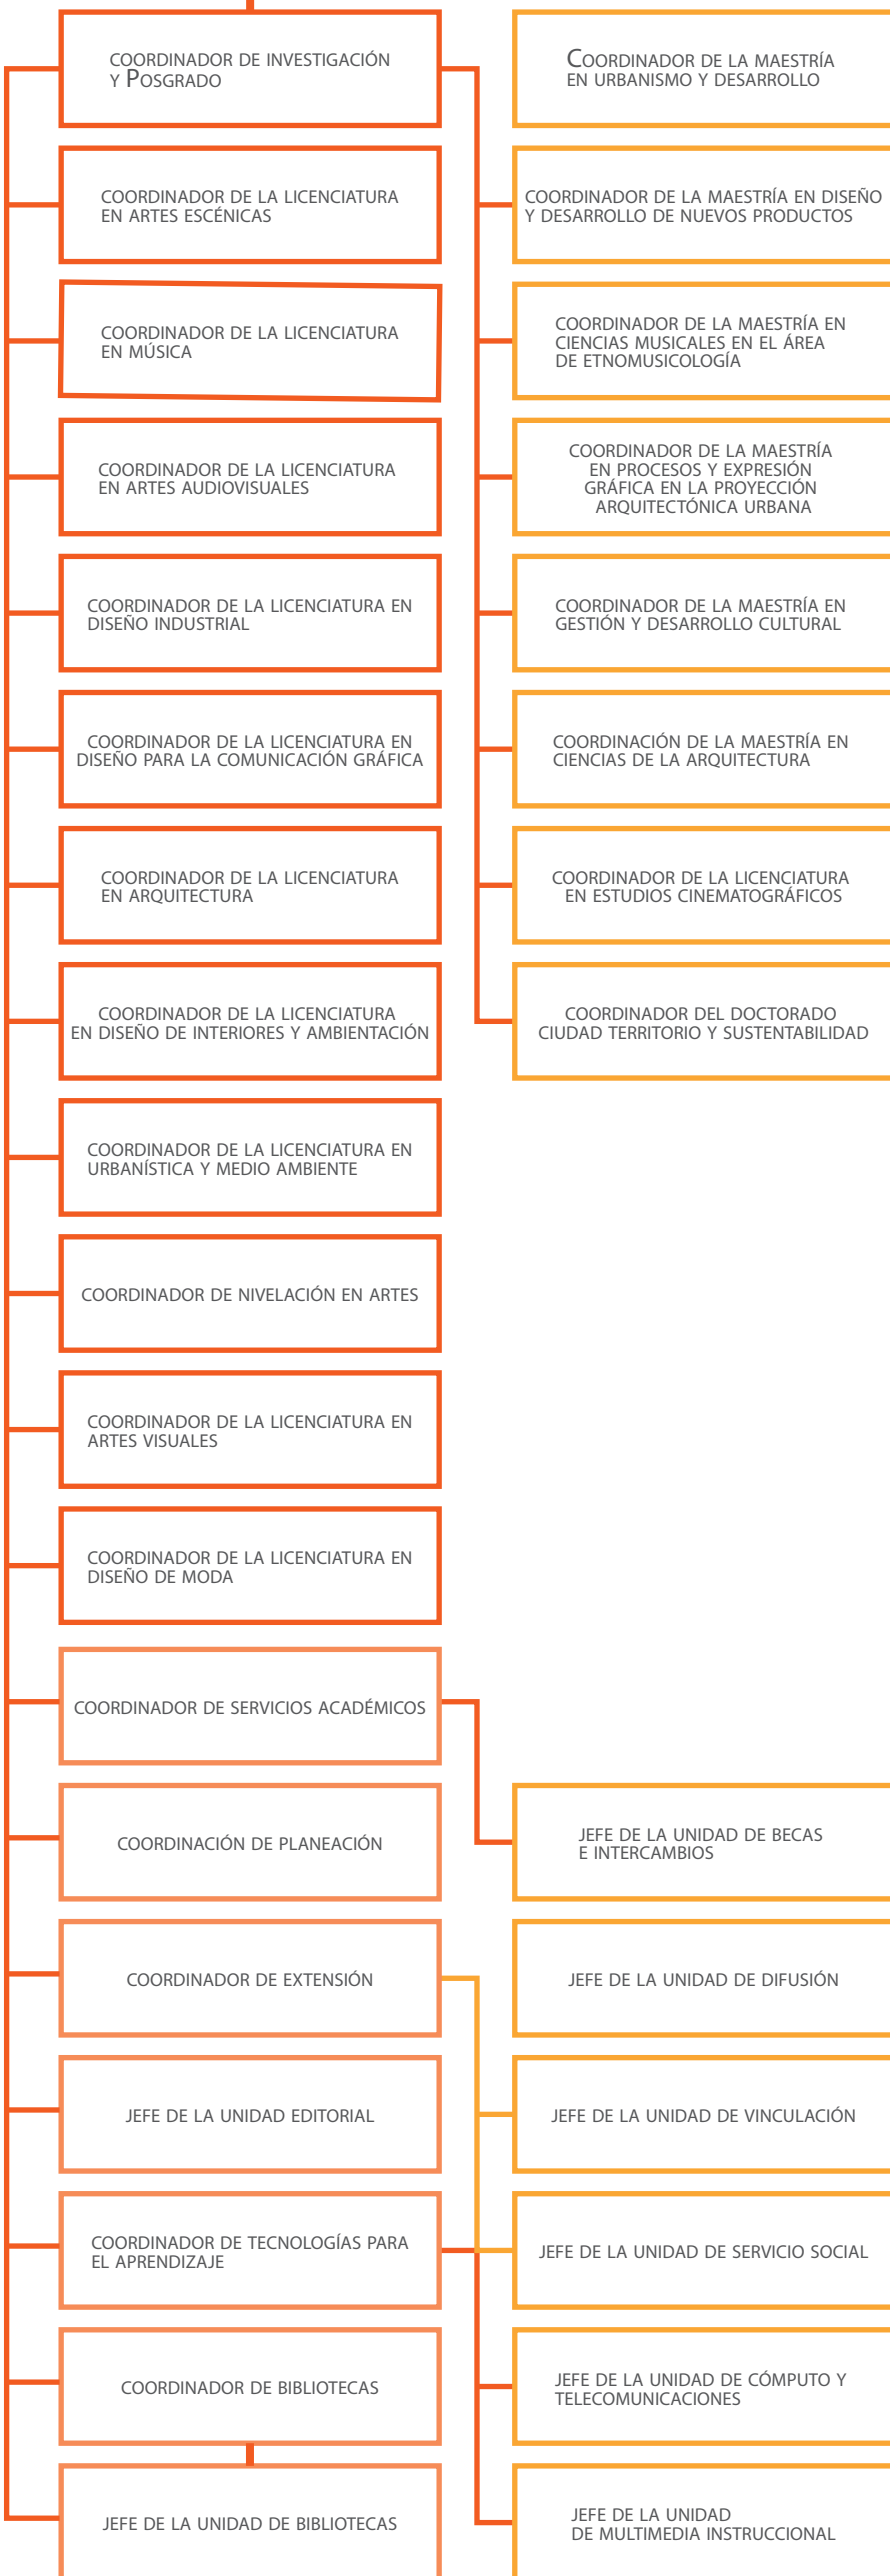 COORDINADOR DE INVESTIGACIÓN
Y POSGRADO
COORDINADOR DE LA MAESTRÍA
EN URBANISMO Y DESARROLLO
COORDINADOR DE LA LICENCIATURA
EN ARTES ESCÉNICAS
COORDINADOR DE LA MAESTRÍA EN DISEÑO
Y DESARROLLO DE NUEVOS PRODUCTOS
COORDINADOR DE LA LICENCIATURA
EN MÚSICA
COORDINADOR DE LA MAESTRÍA EN
CIENCIAS MUSICALES EN EL ÁREA
DE ETNOMUSICOLOGÍA
COORDINADOR DE LA LICENCIATURA
EN ARTES AUDIOVISUALES
COORDINADOR DE LA MAESTRÍA
EN PROCESOS Y EXPRESIÓN
GRÁFICA EN LA PROYECCIÓN
ARQUITECTÓNICA URBANA
COORDINADOR DE LA LICENCIATURA EN
DISEÑO INDUSTRIAL
COORDINADOR DE LA MAESTRÍA EN
GESTIÓN Y DESARROLLO CULTURAL
COORDINADOR DE LA LICENCIATURA EN
DISEÑO PARA LA COMUNICACIÓN GRÁFICA
COORDINACIÓN DE LA MAESTRÍA EN
CIENCIAS DE LA ARQUITECTURA
COORDINADOR DE LA LICENCIATURA
EN ARQUITECTURA
COORDINADOR DE LA LICENCIATURA
EN ESTUDIOS CINEMATOGRÁFICOS
COORDINADOR DE LA LICENCIATURA
EN DISEÑO DE INTERIORES Y AMBIENTACIÓN
COORDINADOR DEL DOCTORADO
CIUDAD TERRITORIO Y SUSTENTABILIDAD
COORDINADOR DE LA LICENCIATURA EN
URBANÍSTICA Y MEDIO AMBIENTE
COORDINADOR DE NIVELACIÓN EN ARTES
COORDINADOR DE LA LICENCIATURA EN
ARTES VISUALES
COORDINADOR DE LA LICENCIATURA EN
DISEÑO DE MODA
COORDINADOR DE SERVICIOS ACADÉMICOS
COORDINACIÓN DE PLANEACIÓN
JEFE DE LA UNIDAD DE BECAS
E INTERCAMBIOS
COORDINADOR DE EXTENSIÓN
JEFE DE LA UNIDAD DE DIFUSIÓN
JEFE DE LA UNIDAD EDITORIAL
JEFE DE LA UNIDAD DE VINCULACIÓN
COORDINADOR DE TECNOLOGÍAS PARA
EL APRENDIZAJE
JEFE DE LA UNIDAD DE SERVICIO SOCIAL
COORDINADOR DE BIBLIOTECAS
JEFE DE LA UNIDAD DE CÓMPUTO Y
TELECOMUNICACIONES
JEFE DE LA UNIDAD DE BIBLIOTECAS
JEFE DE LA UNIDAD
DE MULTIMEDIA INSTRUCCIONAL